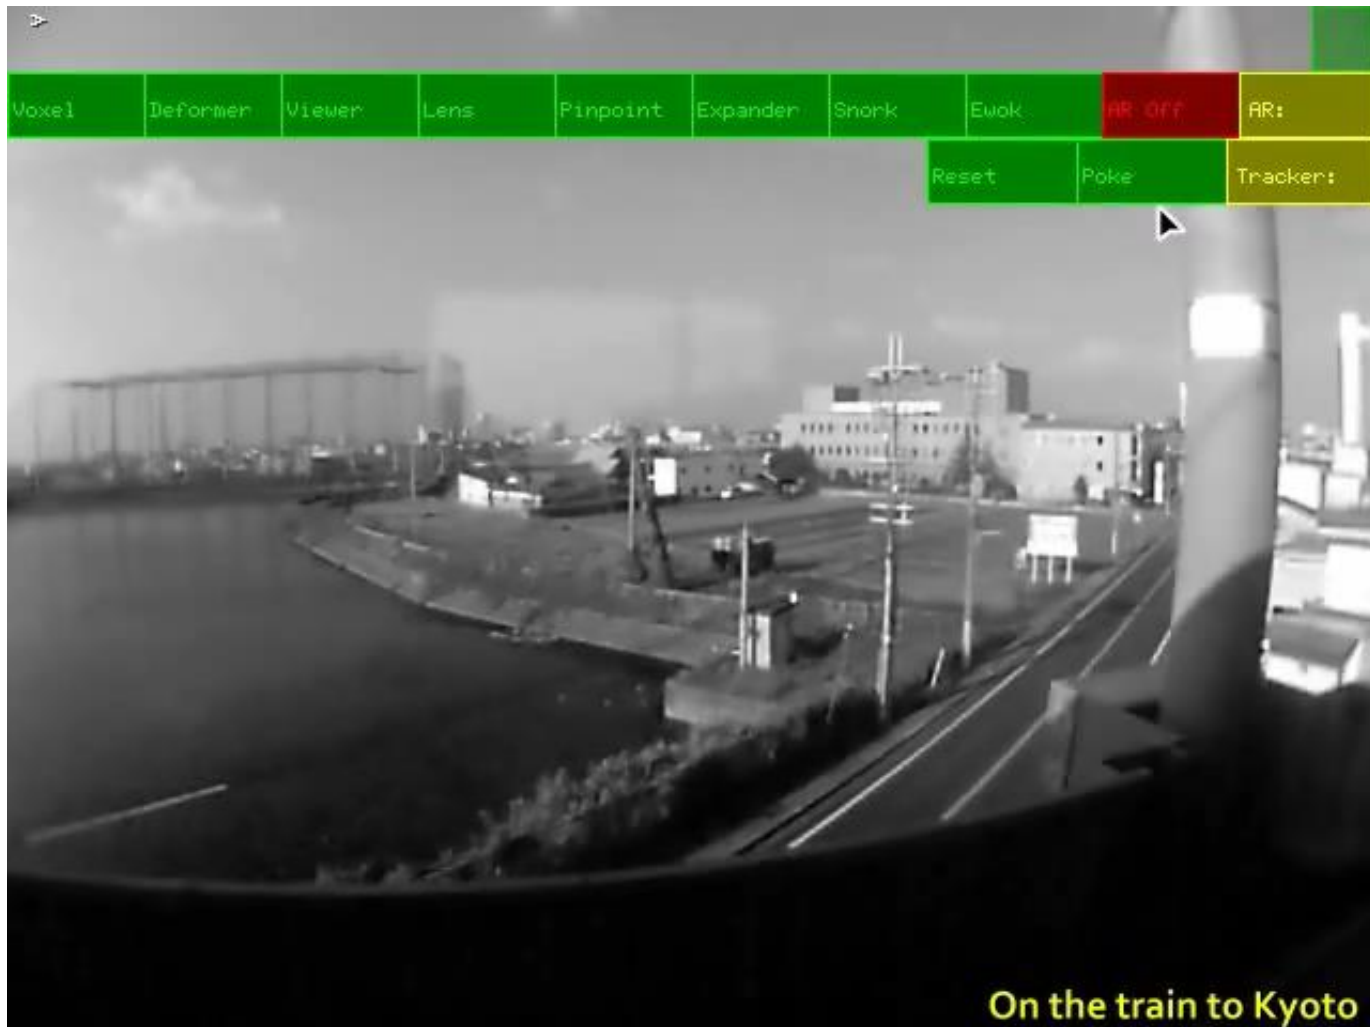 Voxel Deformer Viewer Lens Pinpoint Expander Snork Ewok AR Off AR:
Reset Poke Tracker:
On the train to Kyoto